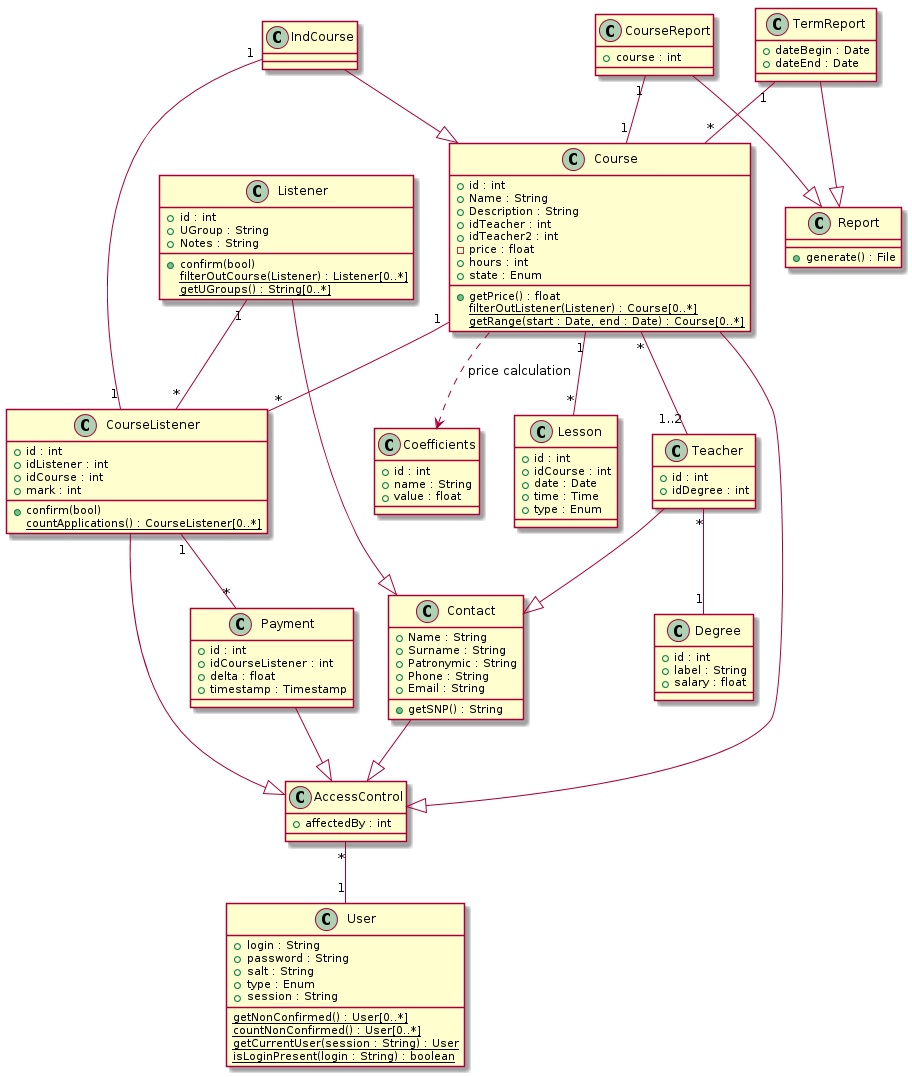 C IndCourse
C CourseReport
course : int
C TermReport
dateBegin : Date
dateEnd : Date
1
1
1
1
*
C Course
id : int
Name : String
Description : String
idTeacher : int
idTeacher2 : int
price : float
hours : int
state : Enum
getPrice() : float
filterOutListener(Listener) : Course[0..*]
getRange(start : Date, end : Date) : Course[0..*]
C Listener
id : int
UGroup : String
Notes : String
confirm(bool)
filterOutCourse(Listener) : Listener[0..*]
getUGroups() : String[0..*]
C Report
generate() : File
1
1
1
*
price calculation
1
*
*
*
1..2
C CourseListener
id : int
idListener : int
idCourse : int
mark : int
confirm(bool)
countApplications() : CourseListener[0..*]
C Coefficients
id : int
name : String
value : float
C Lesson
id : int
idCourse : int
date : Date
time : Time
type : Enum
C Teacher
id : int
idDegree : int
1
*
*
1
C Payment
id : int
idCourseListener : int
delta : float
timestamp : Timestamp
C Contact
Name : String
Surname : String
Patronymic : String
Phone : String
Email : String
getSNP() : String
C Degree
id : int
label : String
salary : float
C AccessControl
affectedBy : int
*
1
C User
login : String
password : String
salt : String
type : Enum
session : String
getNonConfirmed() : User[0..*]
countNonConfirmed() : User[0..*]
getCurrentUser(session : String) : User
isLoginPresent(login : String) : boolean
1